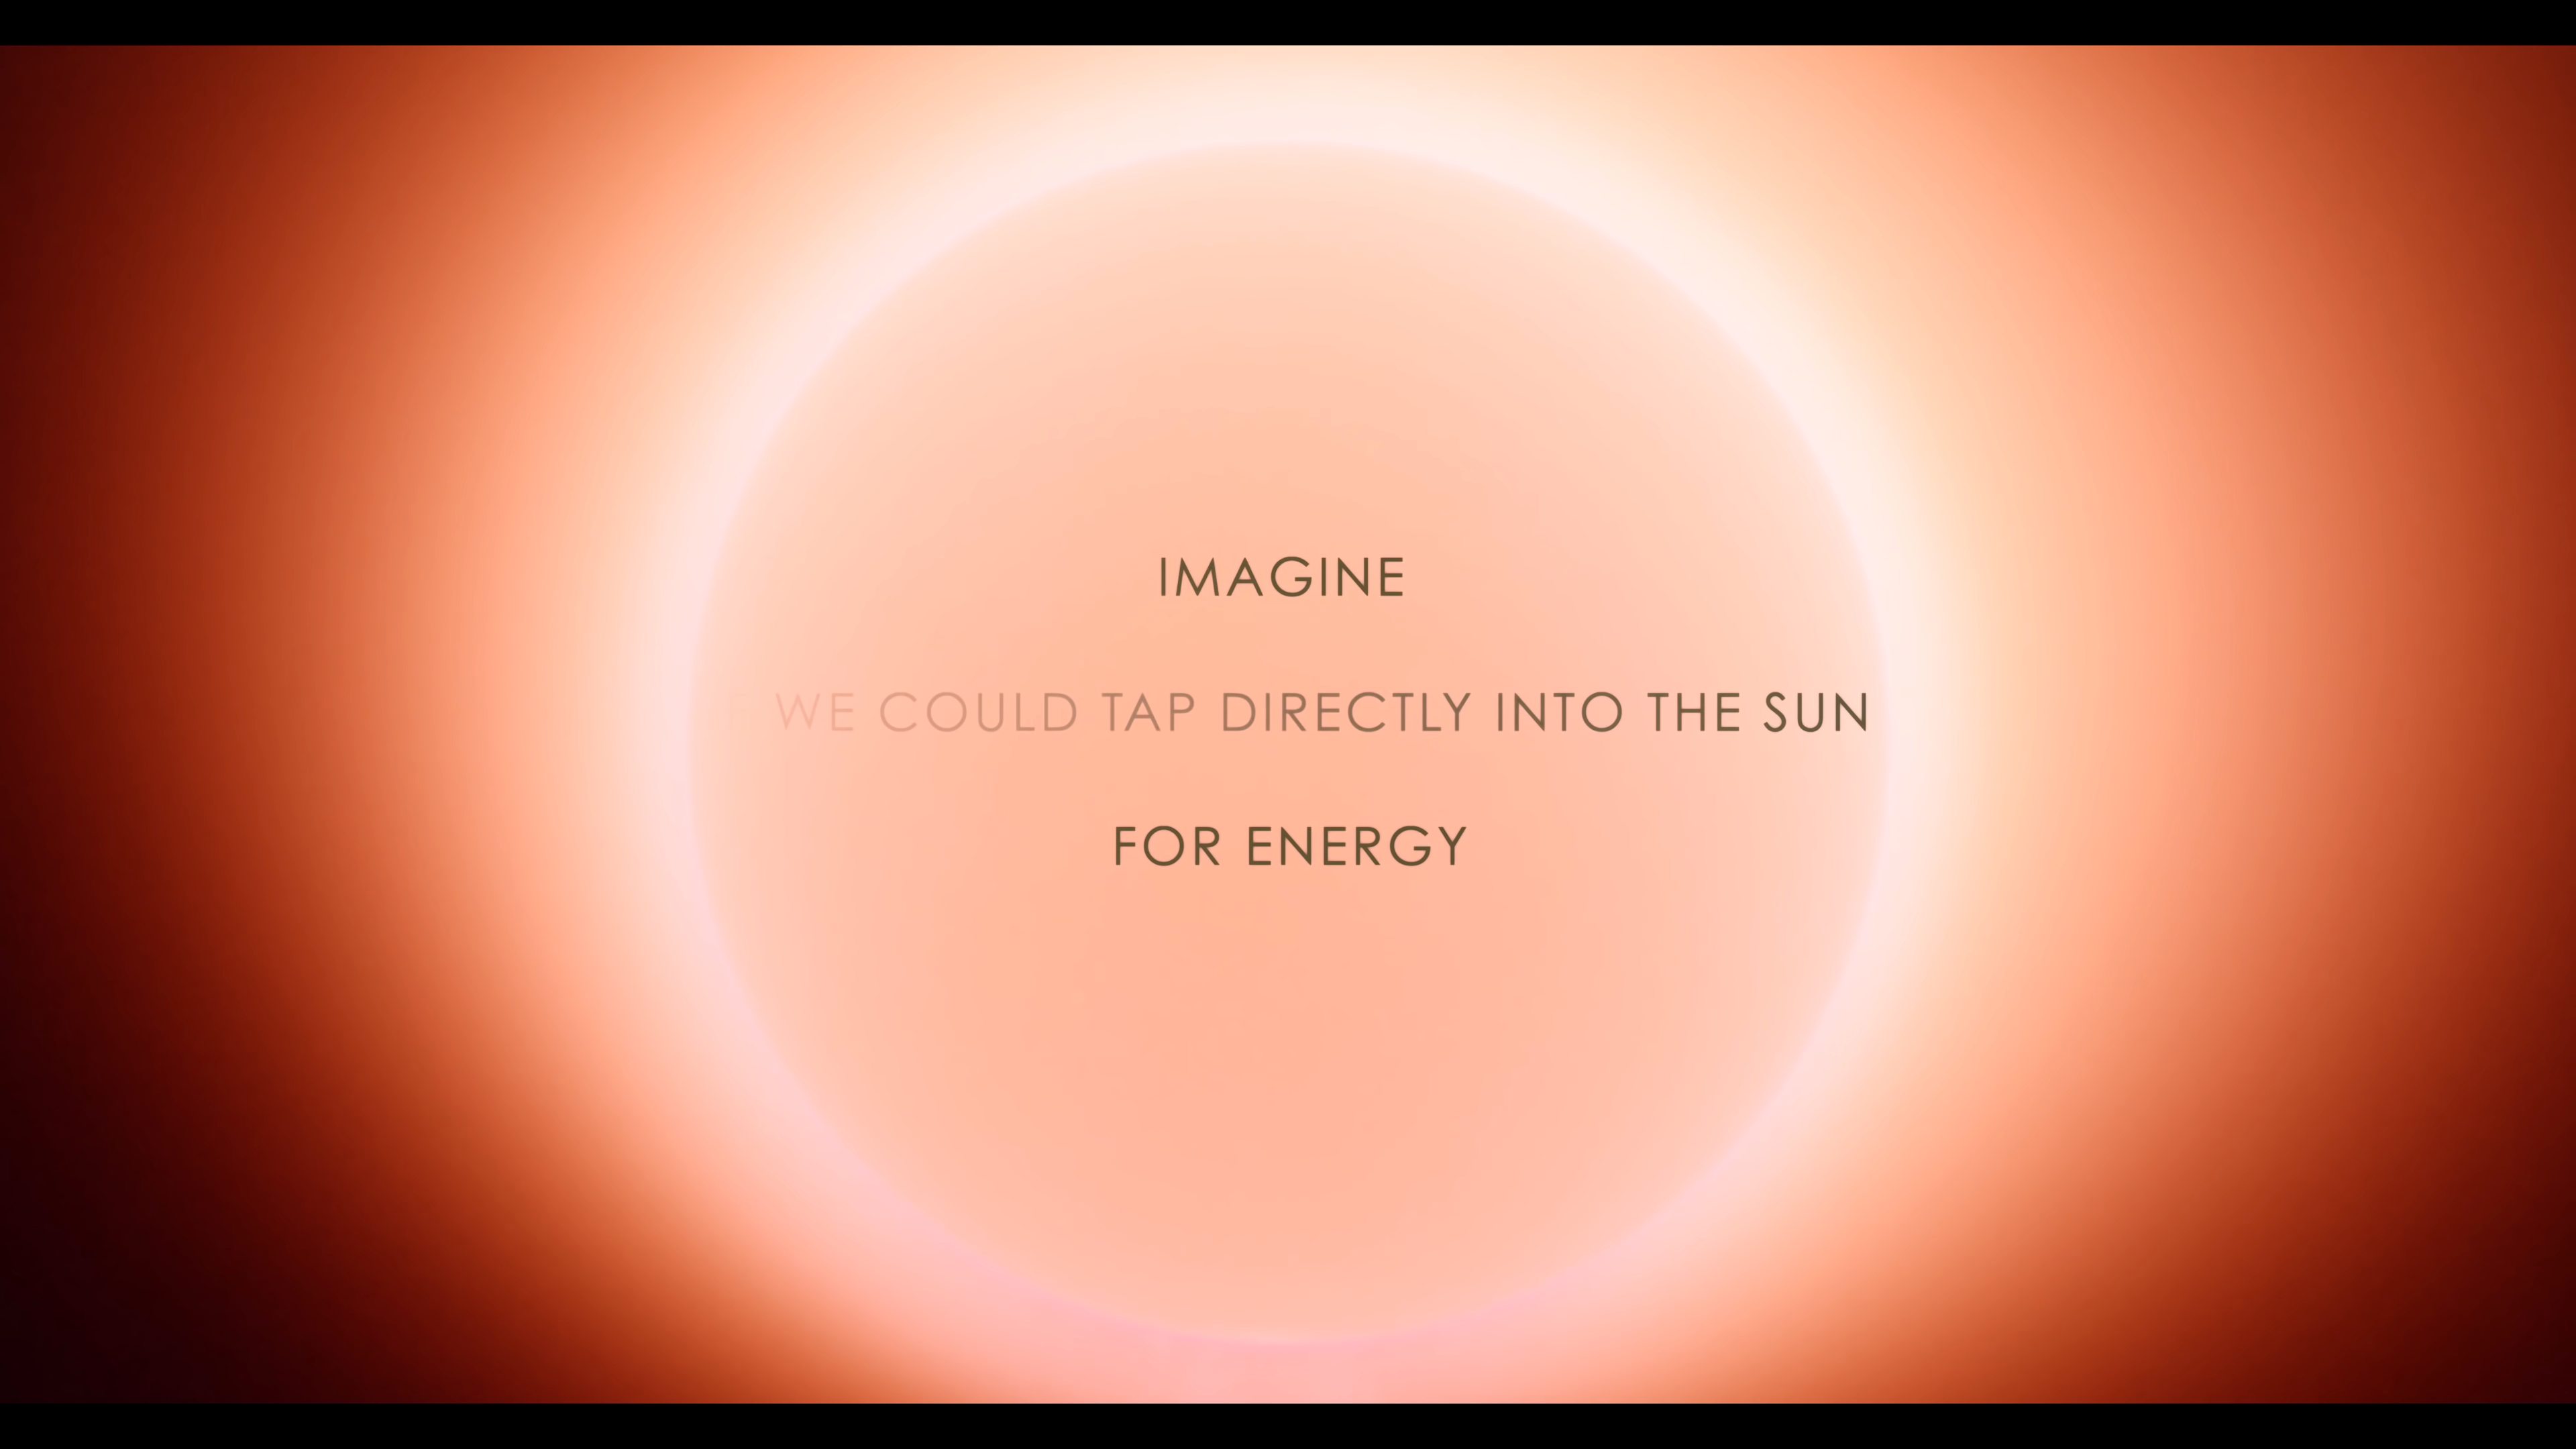 IMAGINE
WE COULD TAP DIRECTLY INTO THE SUN
FOR ENERGY